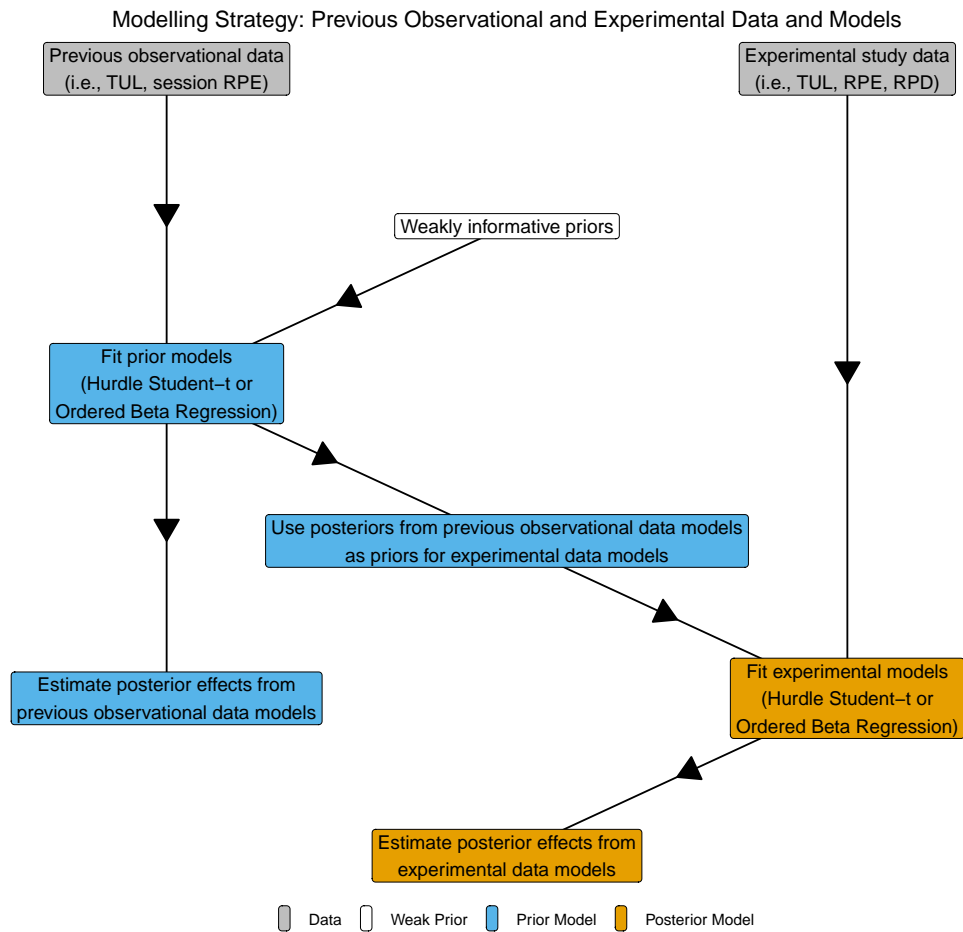 Modelling Strategy: Previous Observational and Experimental Data and Models
Previous observational data
(i.e., TUL, session RPE)
Experimental study data
(i.e., TUL, RPE, RPD)
Weakly informative priors
Fit prior models
(Hurdle Student−t or
Ordered Beta Regression)
Use posteriors from previous observational data models
as priors for experimental data models
Estimate posterior effects from
previous observational data models
Fit experimental models
(Hurdle Student−t or
Ordered Beta Regression)
Estimate posterior effects from
experimental data models
Data
Weak Prior
Prior Model
Posterior Model